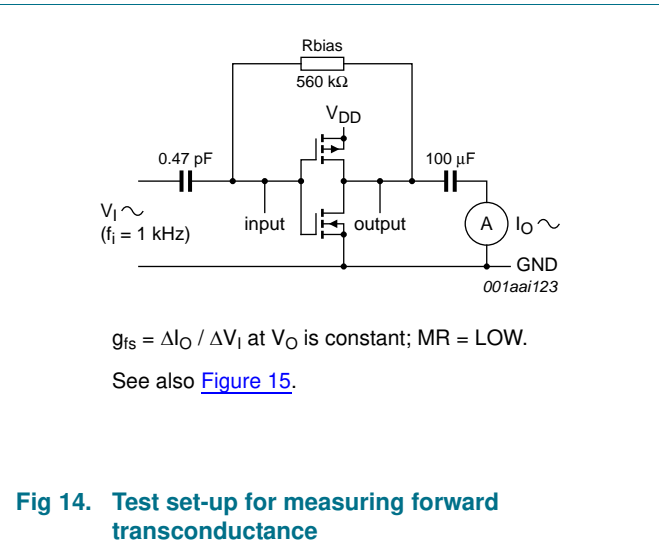 Rbias
560 kΩ
VDD
0.47 pF
100 μF
VI
(fi = 1 kHz)
input
output
A
IO
GND
001aai123
gfs = ΔIO / ΔVI at VO is constant; MR = LOW.
See also Figure 15.
Fig 14. Test set-up for measuring forward
transconductance